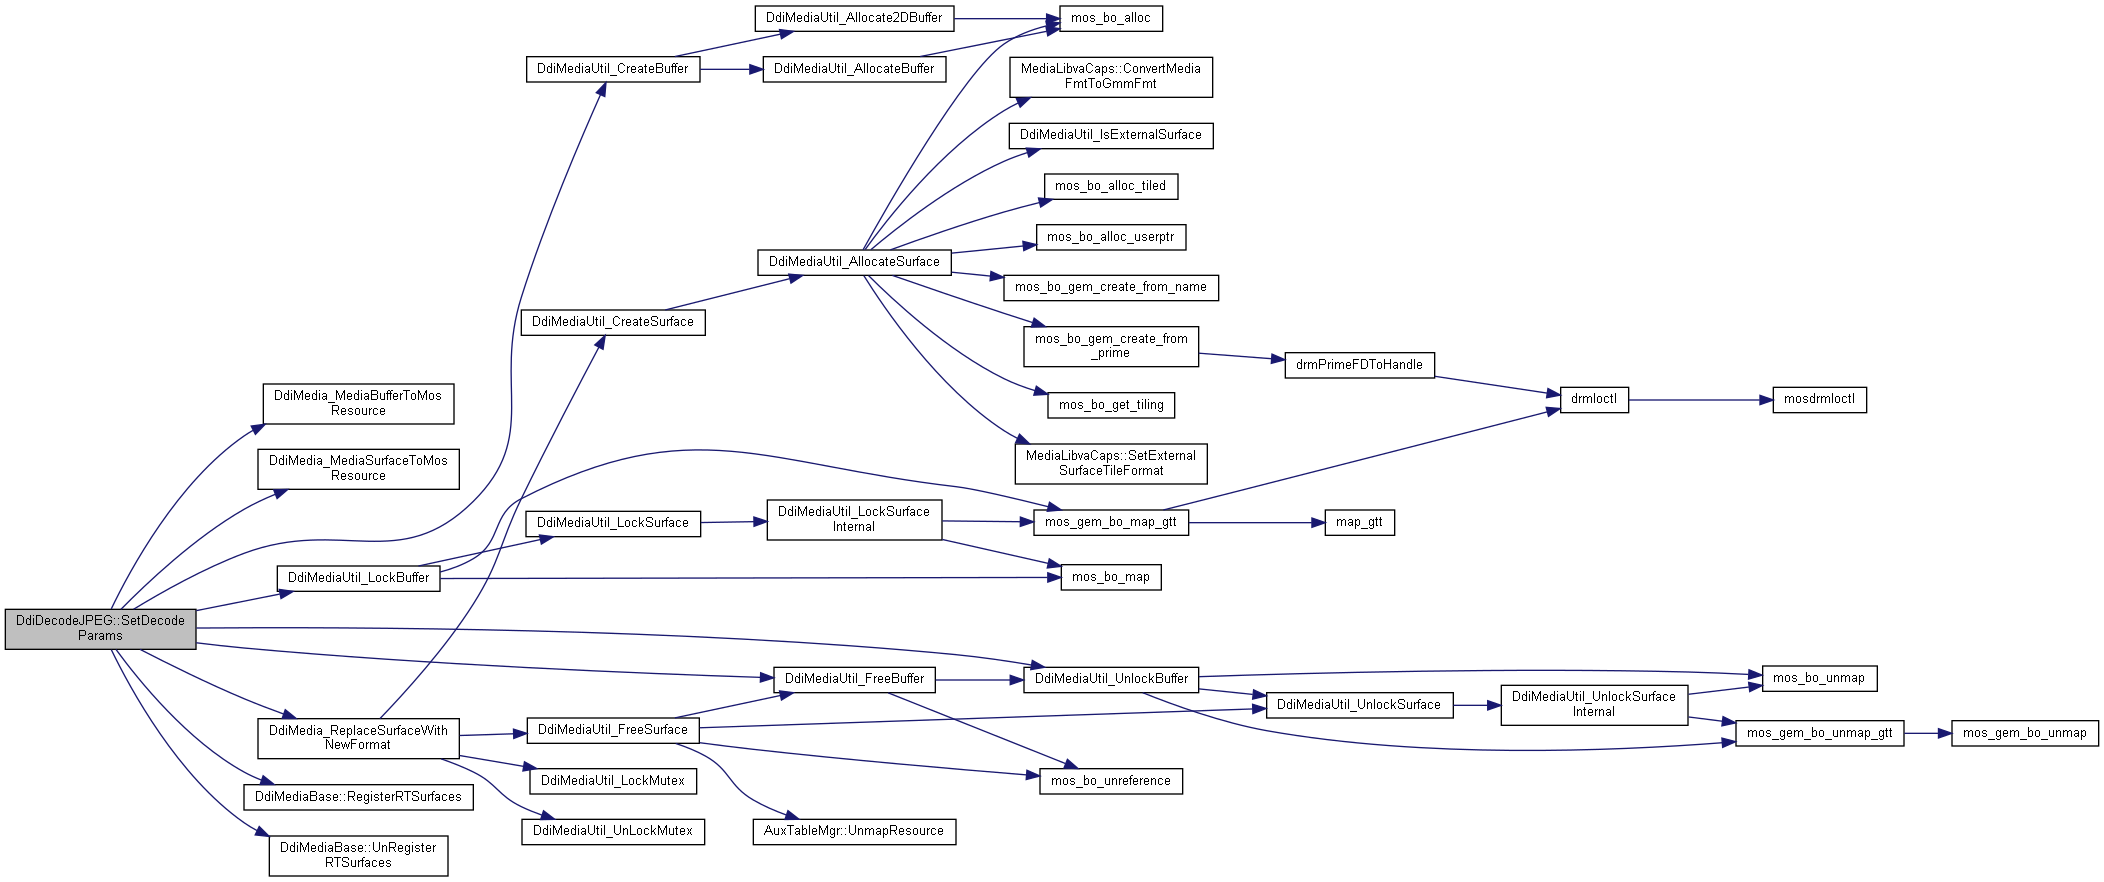 DdiMediaUtil_Allocate2DBuffer
mos_bo_alloc
DdiMediaUtil_CreateBuffer
DdiMediaUtil_AllocateBuffer
MediaLibvaCaps::ConvertMedia
FmtToGmmFmt
DdiMediaUtil_IsExternalSurface
mos_bo_alloc_tiled
mos_bo_alloc_userptr
DdiMediaUtil_AllocateSurface
mos_bo_gem_create_from_name
DdiMediaUtil_CreateSurface
mos_bo_gem_create_from
_prime
drmPrimeFDToHandle
DdiMedia_MediaBufferToMos
Resource
mos_bo_get_tiling
drmIoctl
mosdrmIoctl
DdiMedia_MediaSurfaceToMos
Resource
MediaLibvaCaps::SetExternal
SurfaceTileFormat
DdiMediaUtil_LockSurface
DdiMediaUtil_LockSurface
Internal
mos_gem_bo_map_gtt
map_gtt
DdiMediaUtil_LockBuffer
mos_bo_map
DdiDecodeJPEG::SetDecode
Params
DdiMediaUtil_FreeBuffer
DdiMediaUtil_UnlockBuffer
mos_bo_unmap
DdiMediaUtil_UnlockSurface
DdiMediaUtil_UnlockSurface
Internal
DdiMedia_ReplaceSurfaceWith
NewFormat
DdiMediaUtil_FreeSurface
mos_gem_bo_unmap_gtt
mos_gem_bo_unmap
DdiMediaUtil_LockMutex
mos_bo_unreference
DdiMediaBase::RegisterRTSurfaces
DdiMediaUtil_UnLockMutex
AuxTableMgr::UnmapResource
DdiMediaBase::UnRegister
RTSurfaces